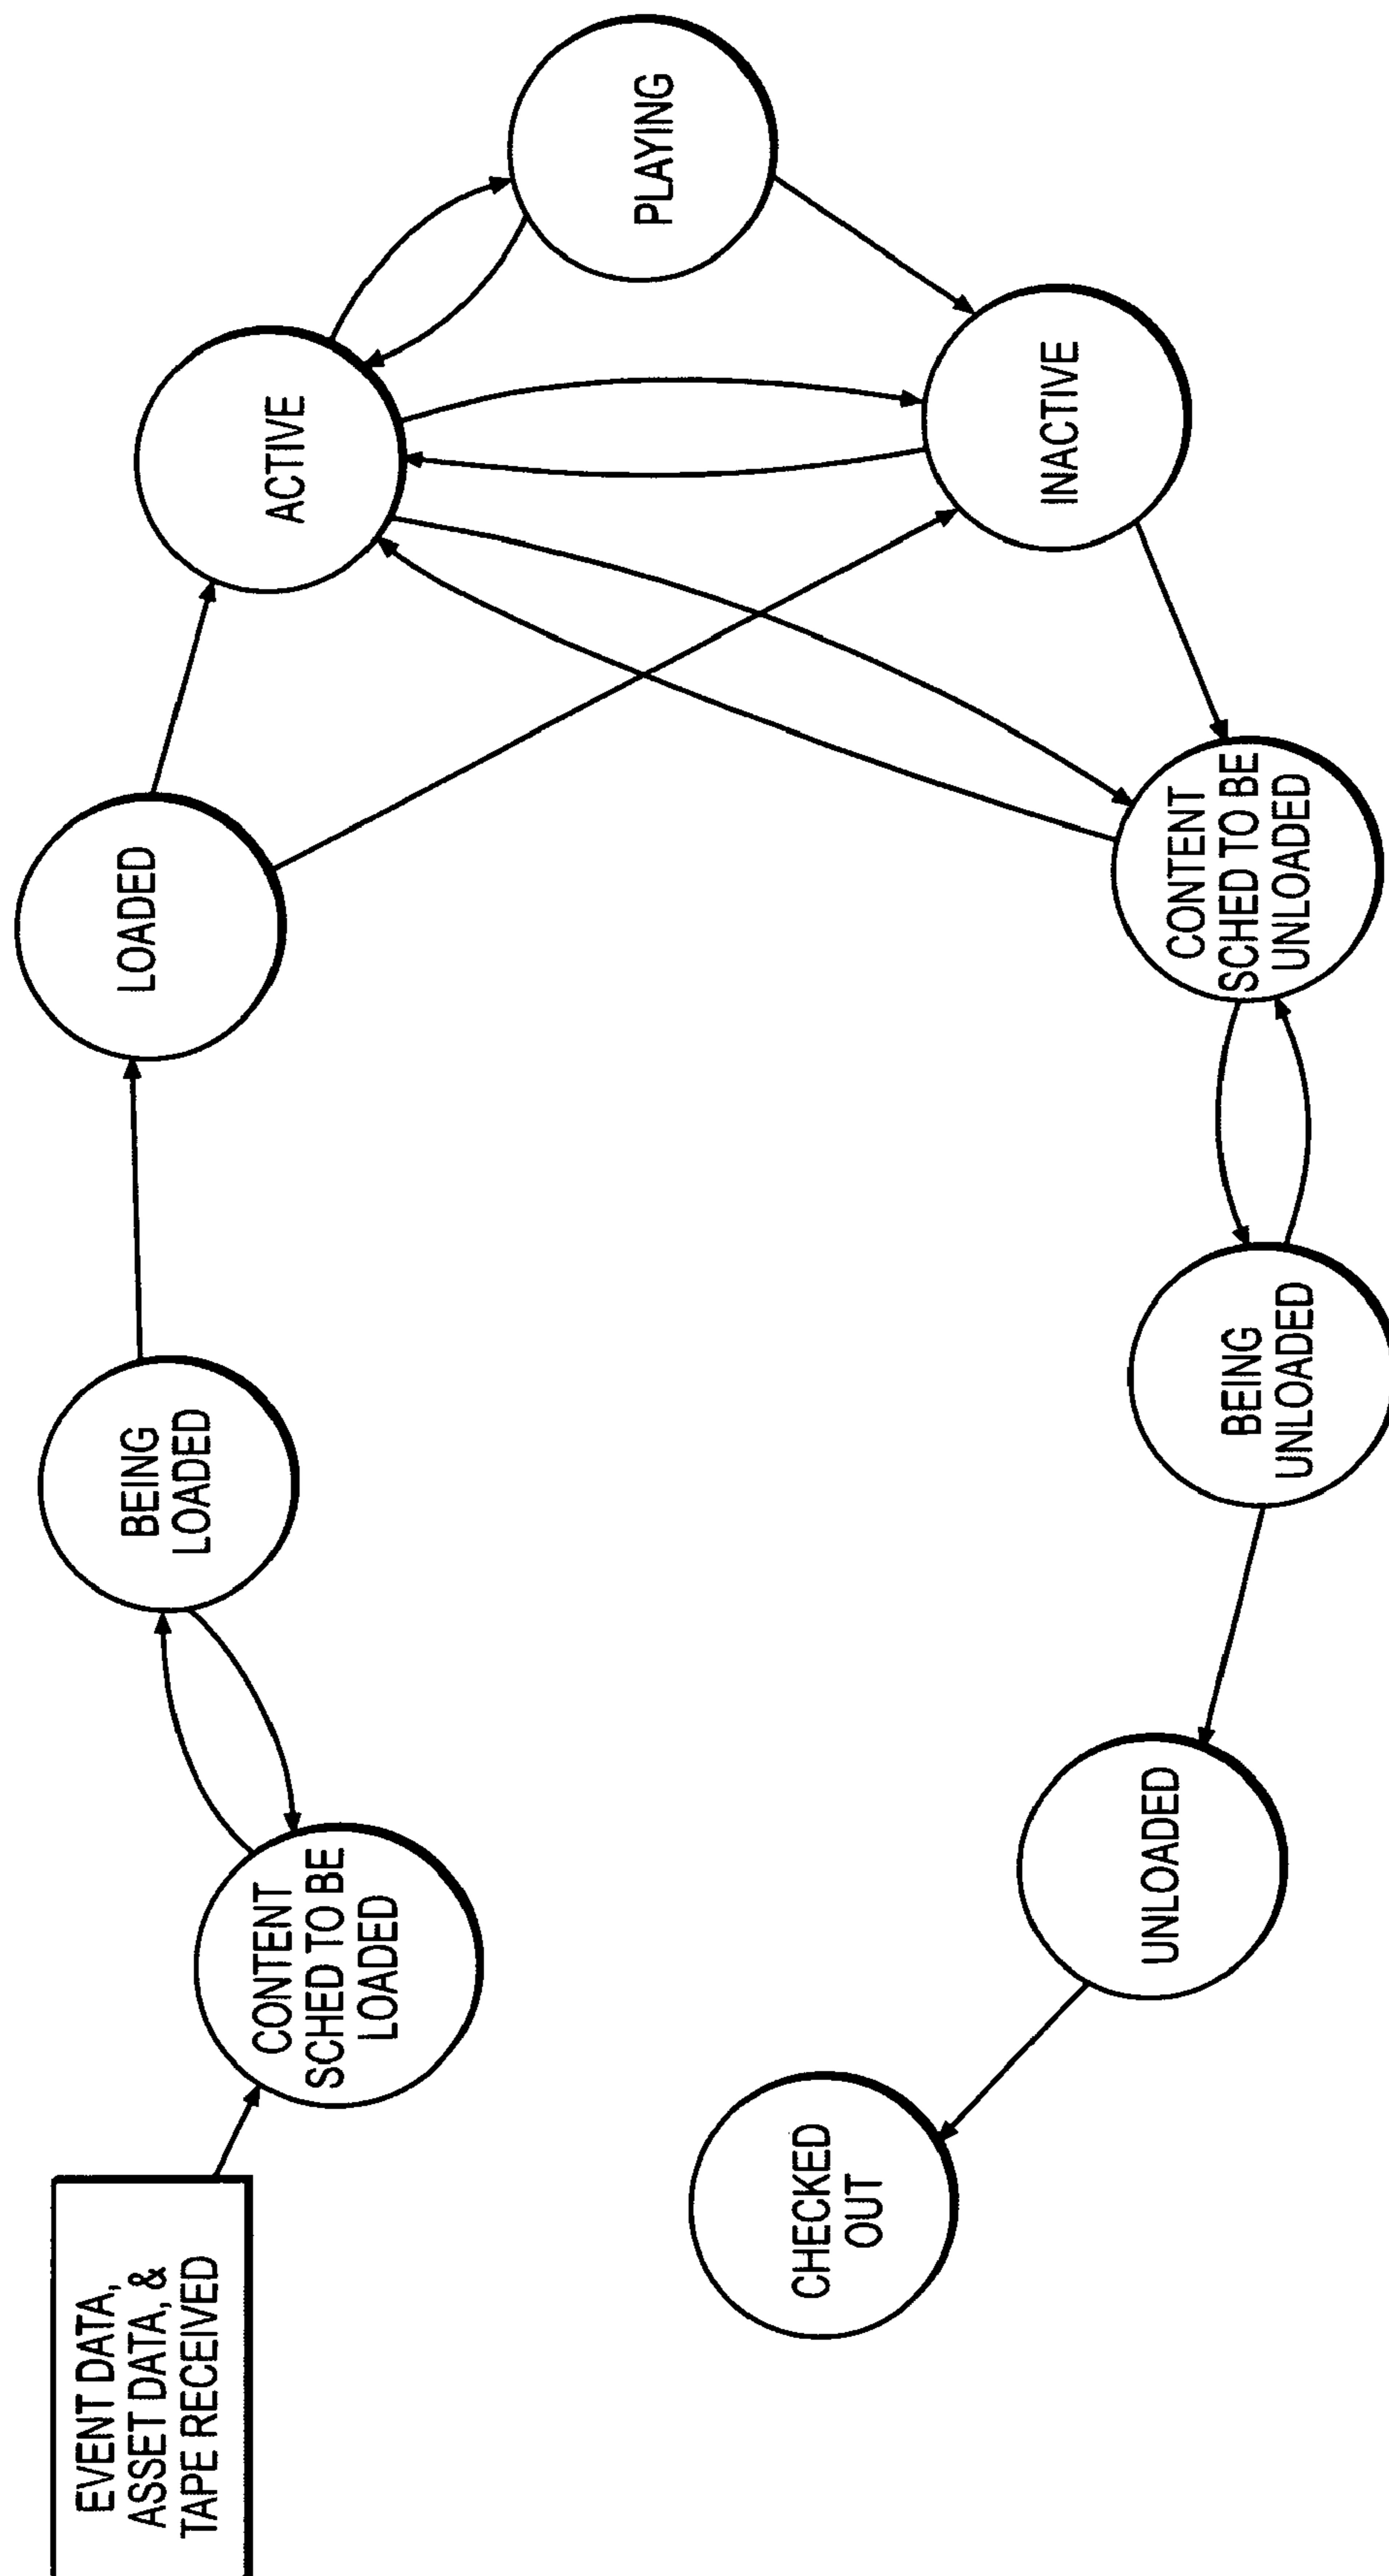 EVENT DATA,
ASSET DATA, &
TAPE RECEIVED
CONTENT
SCHED TO BE
LOADED
BEING
LOADED
LOADED
ACTIVE
PLAYING
INACTIVE
CONTENT
SCHED TO BE
UNLOADED
BEING
UNLOADED
UNLOADED
CHECKED
OUT